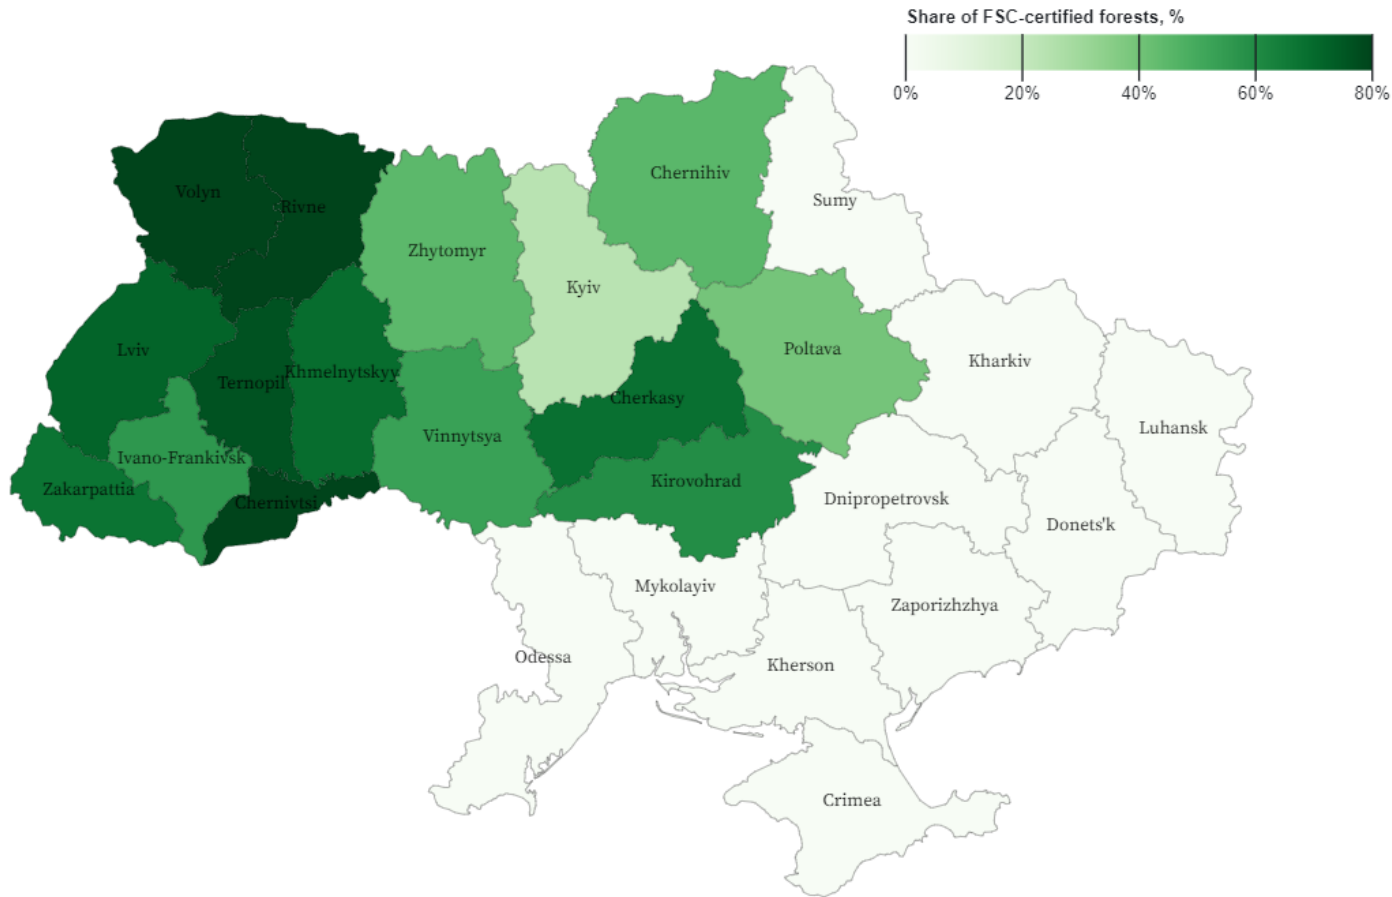 Share of FSC-certified forests, %
0% 20% 40% 60% 80%
Chernihiv
Volyn
Sumy
Rivne
Zhytomyr
Kyiv
Poltava
Lviv
Kharkiv
Khmelnytskyy
Ternopil
Cherkasy
Luhansk
Vinnytsya
Ivano-Frankivsk
Kirovohrad
Zakarpattia
Dnipropetrovsk
Chernivtsi
Donets'k
Mykolayiv
Zaporizhzhya
Odessa
Kherson
Crimea